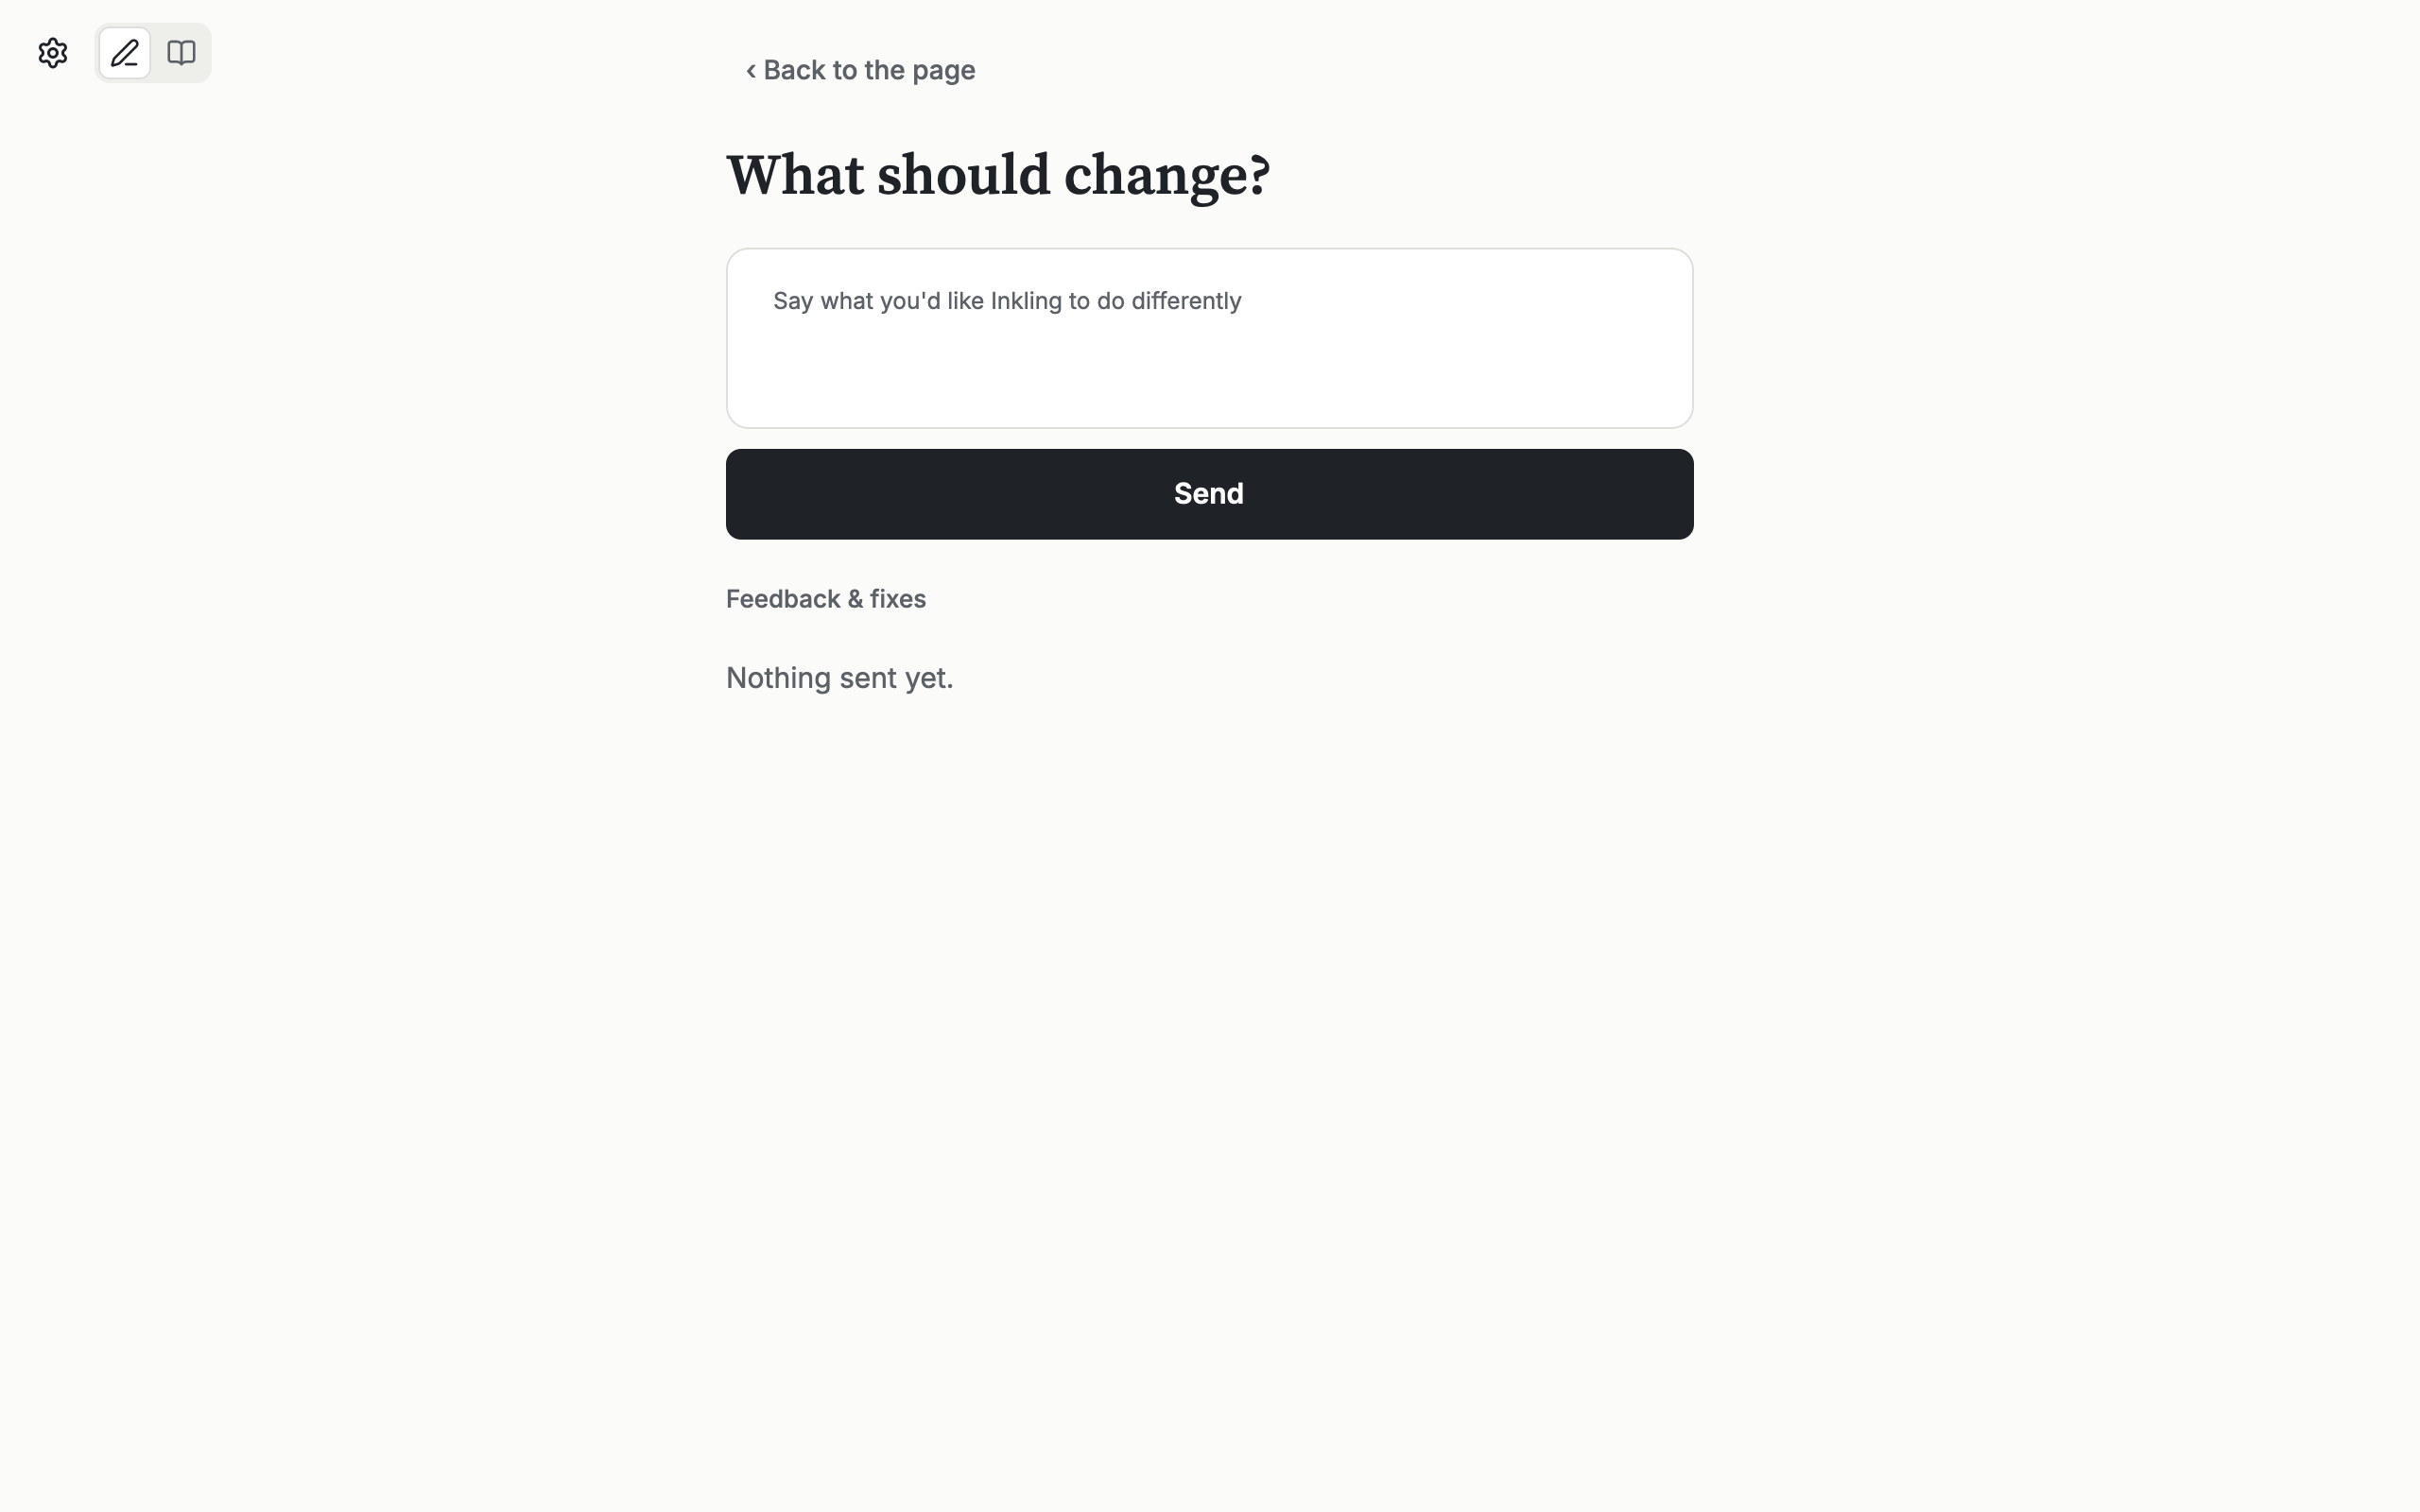 ‹ Back to the page
What should change?
Say what you'd like Inkling to do differently
Send
Feedback & fixes
Nothing sent yet.